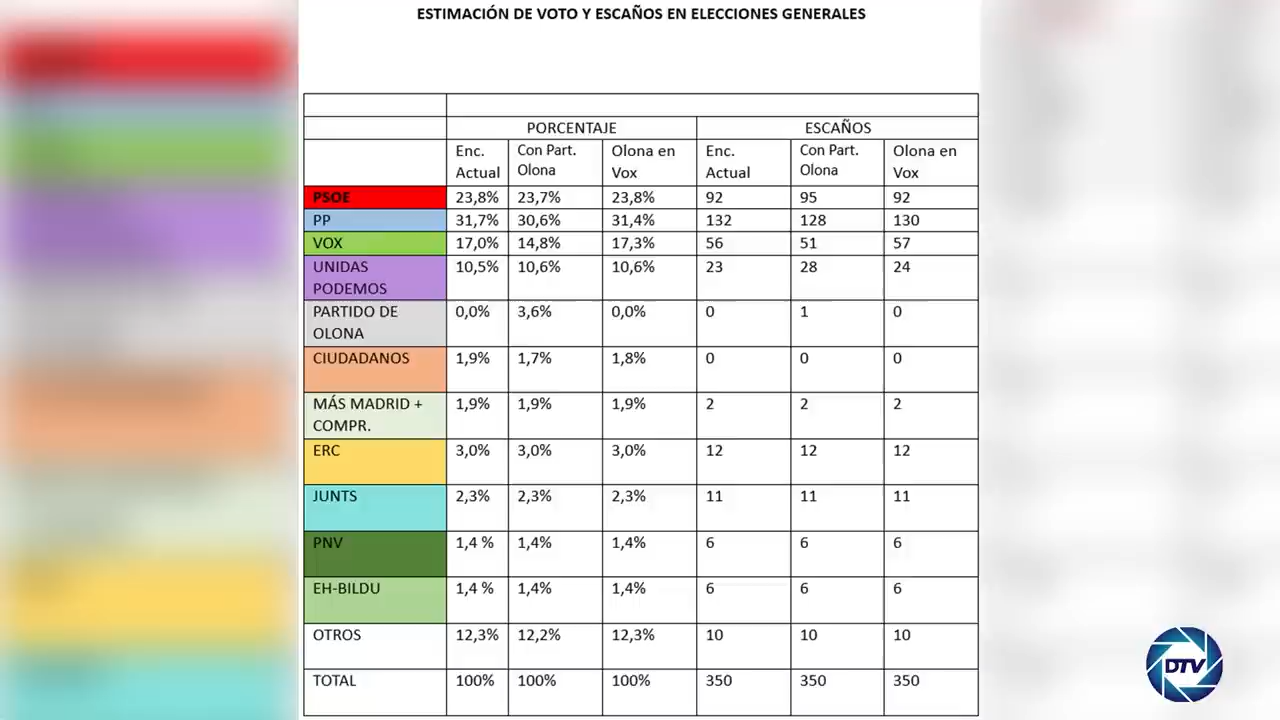 ESTIMACIÓN DE VOTO Y ESCAÑOS EN ELECCIONES GENERALES
PORCENTAJE ESCAÑOS
Enc. Actual Con Part. Olona Olona en Vox Enc. Actual Con Part. Olona Olona en Vox
PSOE 23,8% 23,7% 23,8% 92 95 92
PP 31,7% 30,6% 31,4% 132 128 130
VOX 17,0% 14,8% 17,3% 56 51 57
UNIDAS PODEMOS 10,5% 10,6% 10,6% 23 28 24
PARTIDO DE OLONA 0,0% 3,6% 0,0% 0 1 0
CIUDADANOS 1,9% 1,7% 1,8% 0 0 0
MÁS MADRID + COMPR. 1,9% 1,9% 1,9% 2 2 2
ERC 3,0% 3,0% 3,0% 12 12 12
JUNTS 2,3% 2,3% 2,3% 11 11 11
PNV 1,4 % 1,4% 1,4% 6 6 6
EH-BILDU 1,4 % 1,4% 1,4% 6 6 6
OTROS 12,3% 12,2% 12,3% 10 10 10
TOTAL 100% 100% 100% 350 350 350
DTV